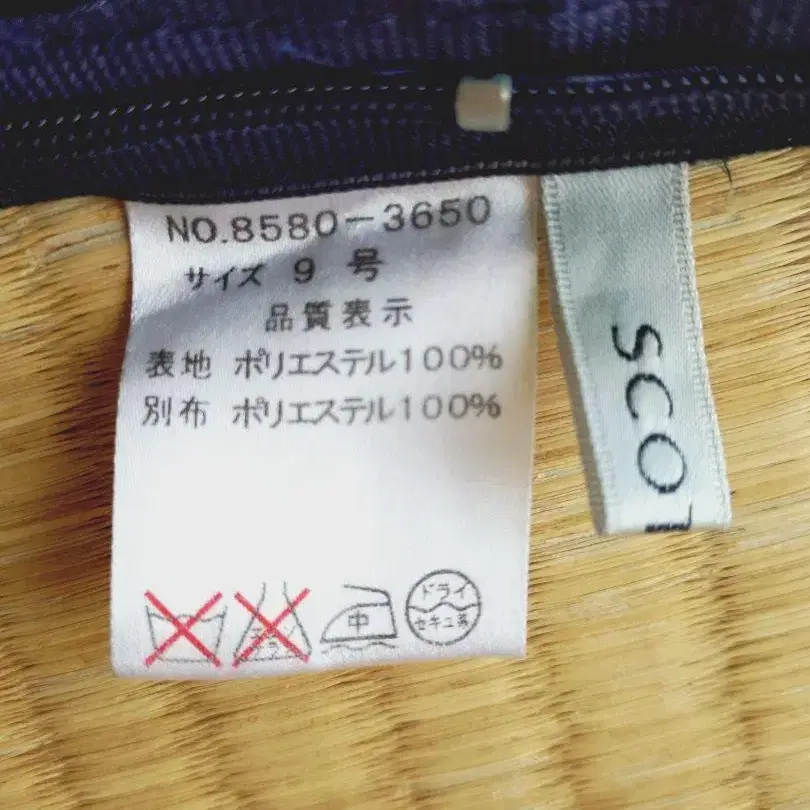 NO.8580-3650
サイズ 9 号
品質表示
表地 ポリエステル100%
別布 ポリエステル100%
中
ドライ
セキユ系
SCO